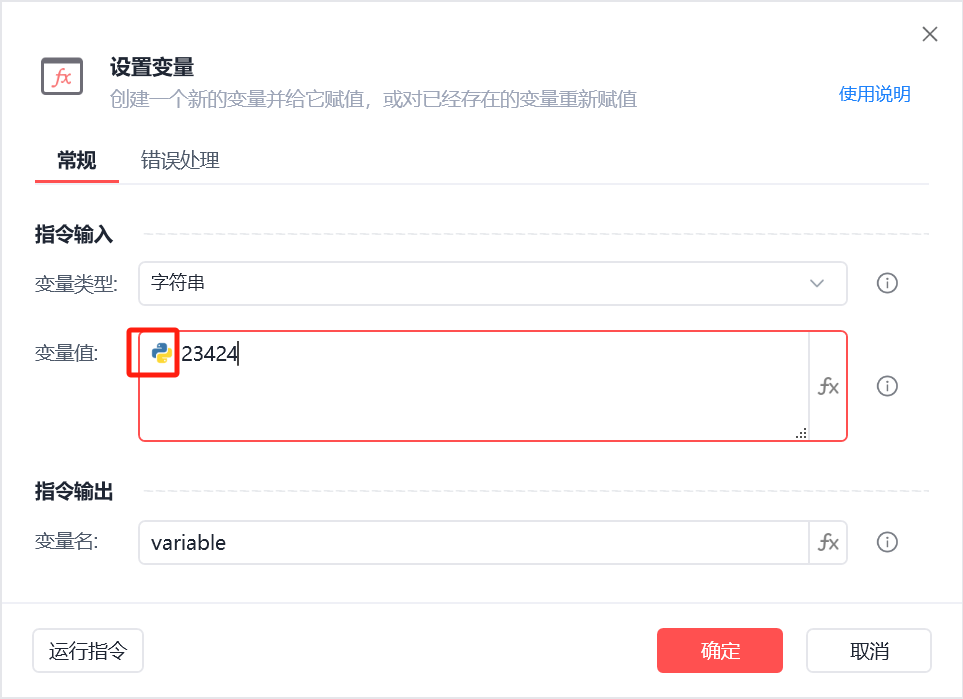 设置变量
创建一个新的变量并给它赋值，或对已经存在的变量重新赋值
使用说明
常规 错误处理
指令输入
变量类型: 字符串
变量值: 23424
fx
指令输出
变量名: variable fx
运行指令 确定 取消